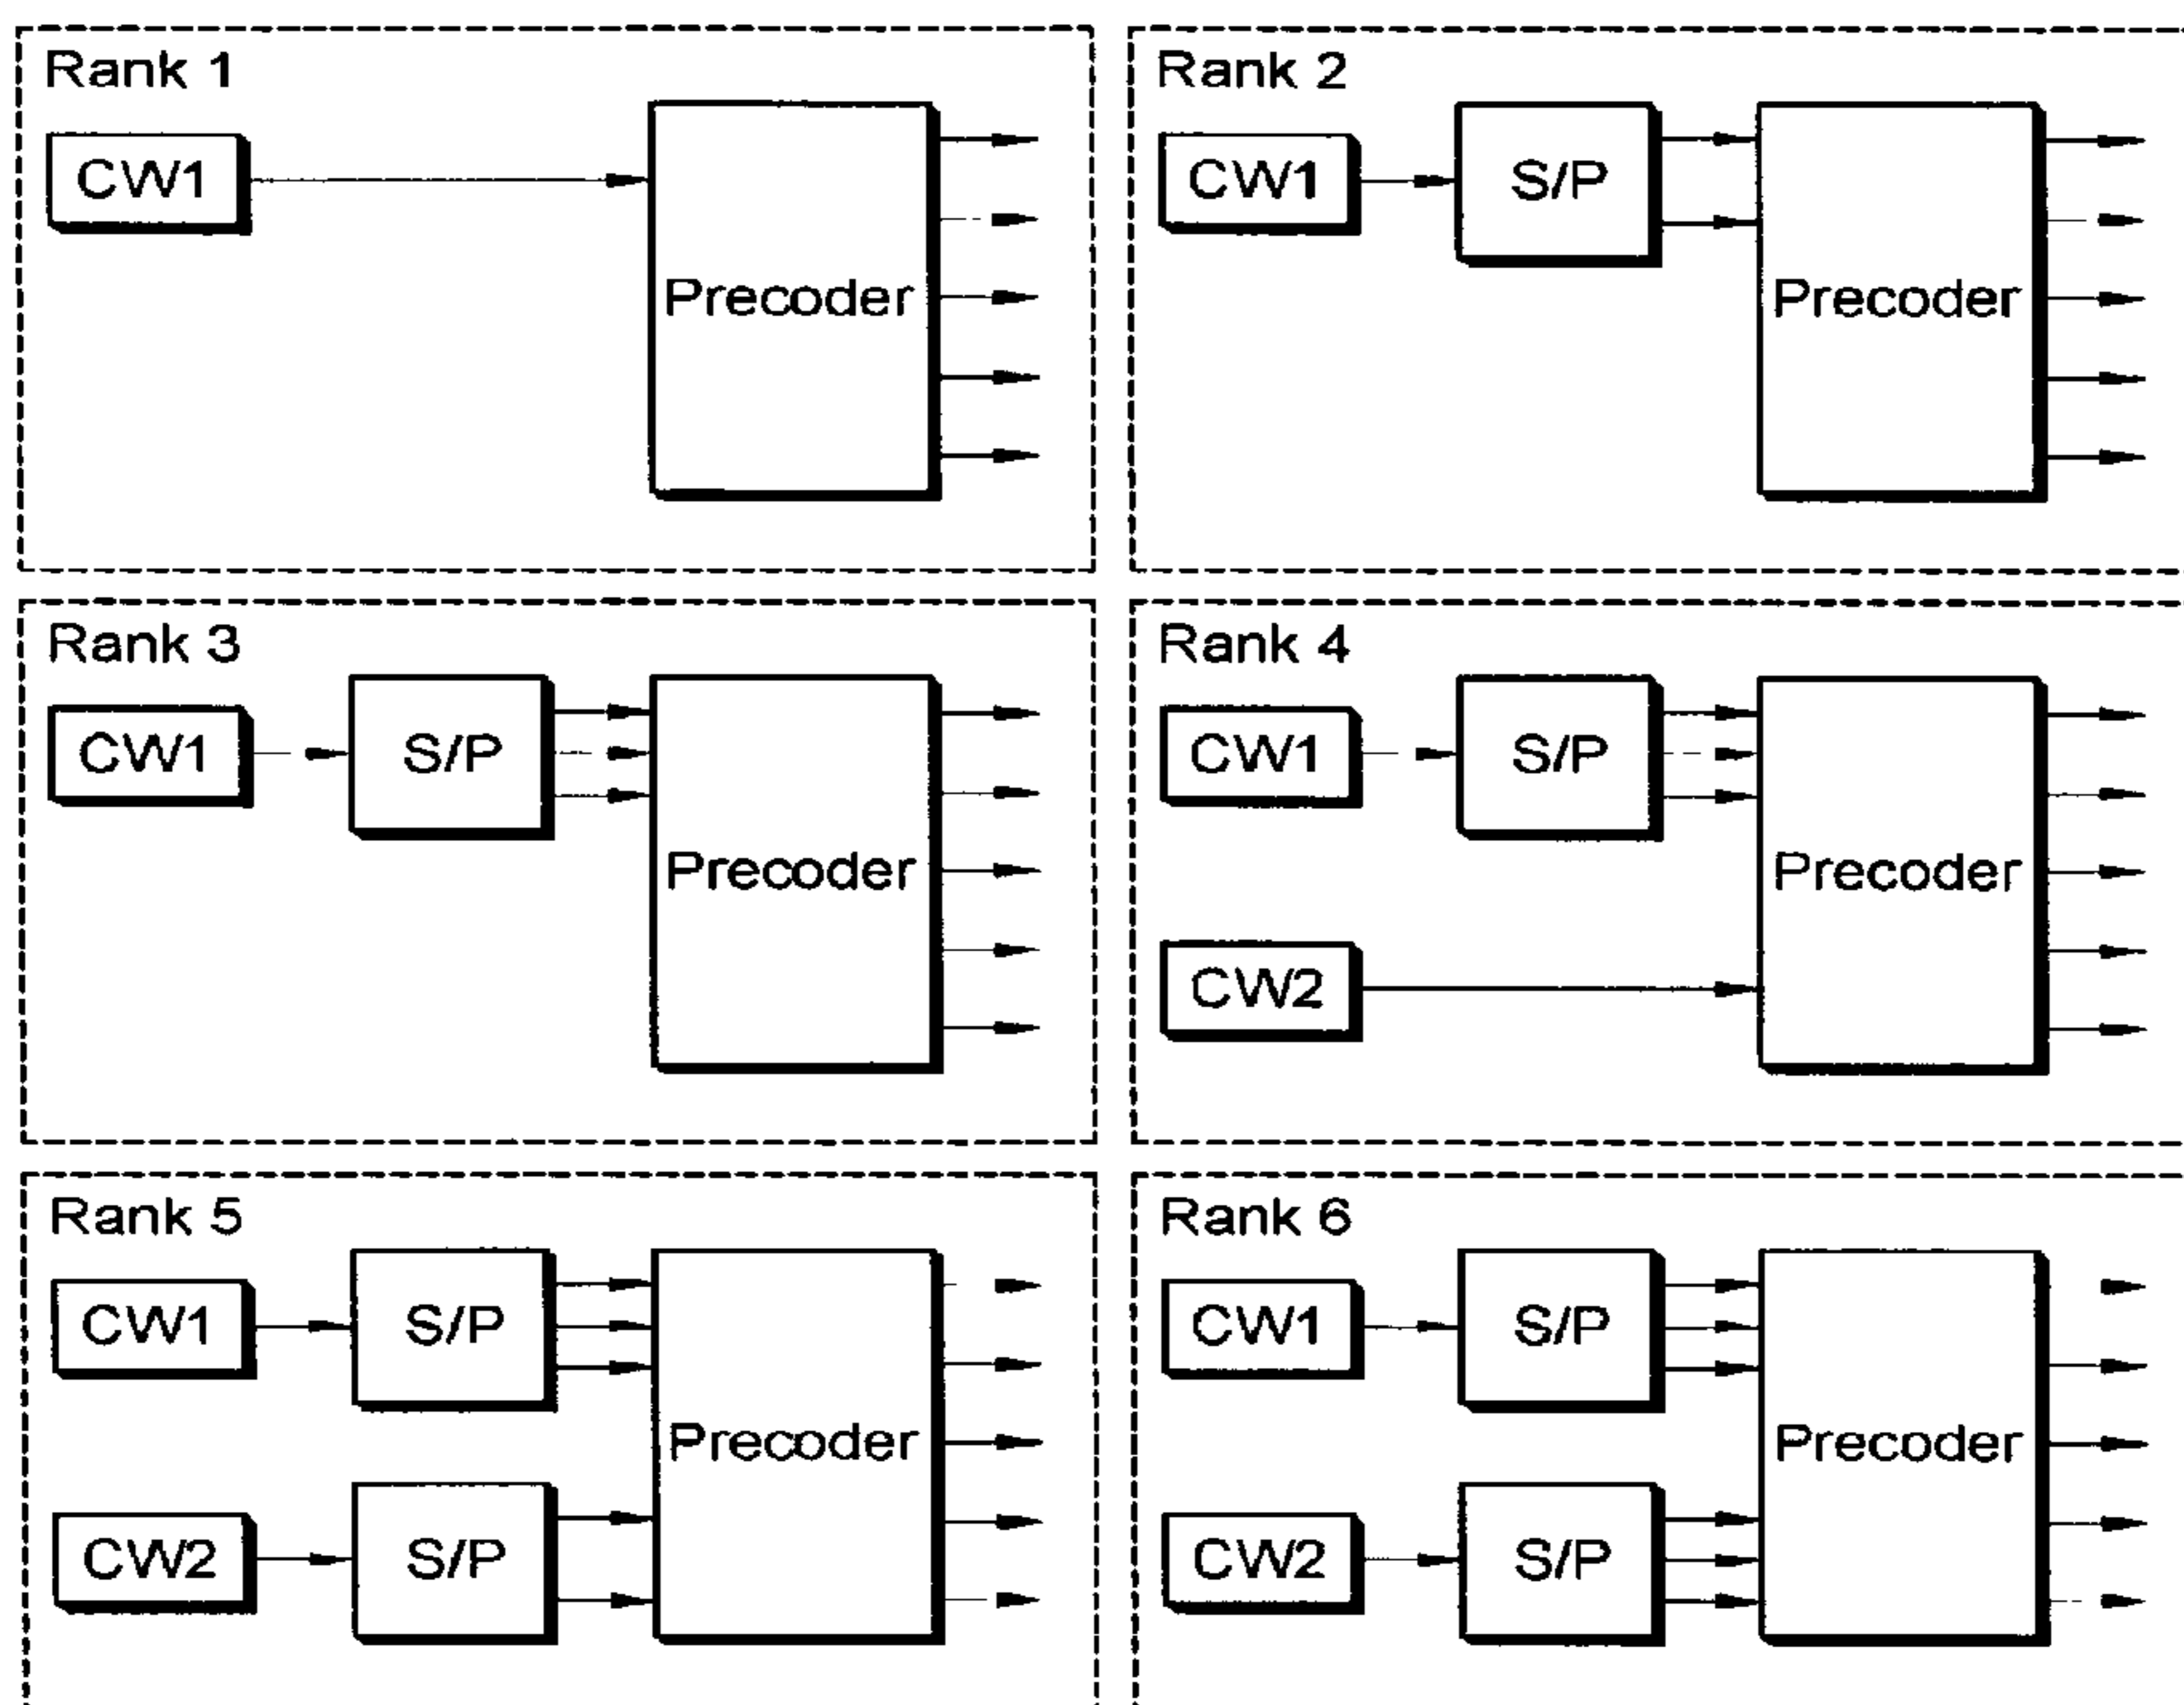 Rank 1
CW1
Precoder
Rank 2
CW1
S/P
Precoder
Rank 3
CW1
S/P
Precoder
Rank 4
CW1
S/P
Precoder
CW2
Rank 5
CW1
S/P
Precoder
CW2
S/P
Rank 6
CW1
S/P
Precoder
CW2
S/P